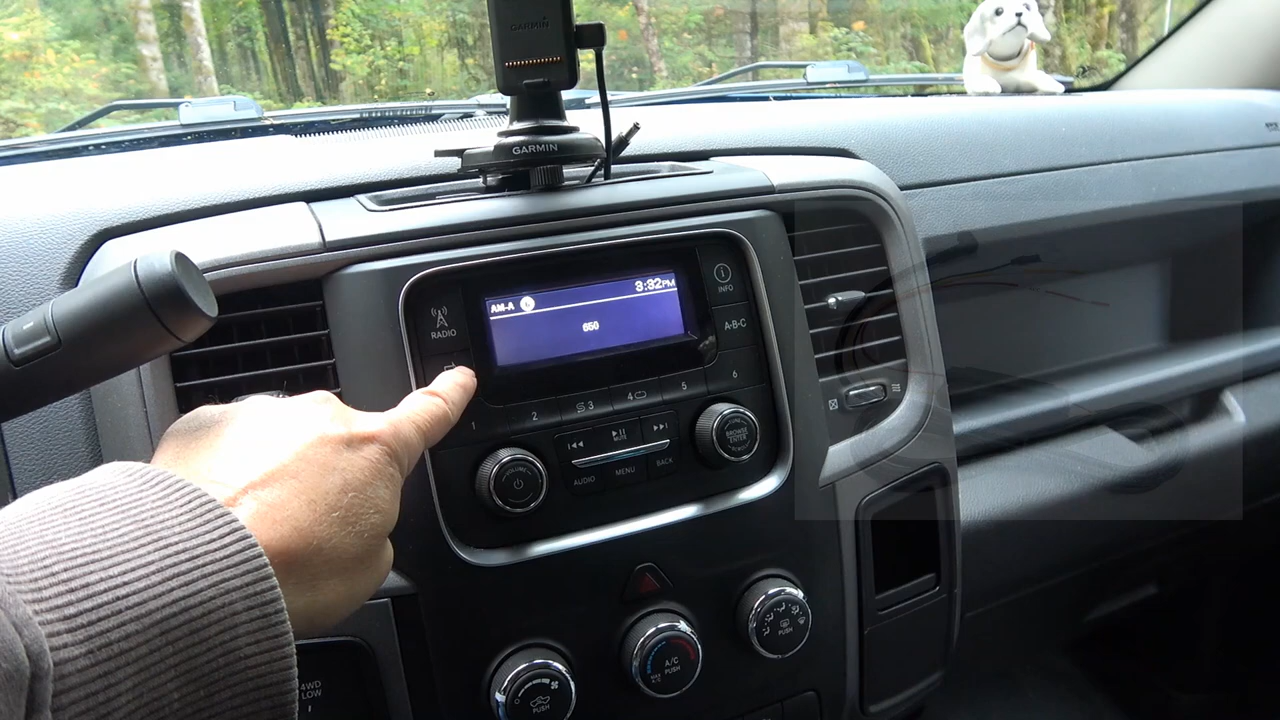 GARMIN
GARMIN
AM-A
3:32PM
650
RADIO
INFO
A-B-C
1
2
3
4
5
6
MUTE
VOLUME
BROWSE
ENTER
AUDIO
MENU
BACK
4WD
LOW
PUSH
A/C
PUSH
PUSH